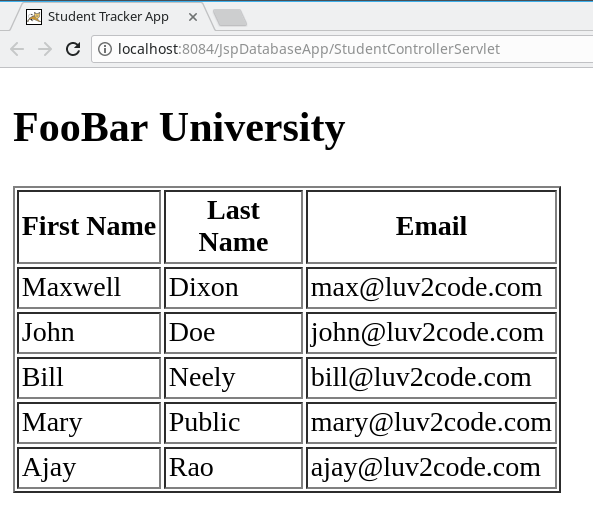 Student Tracker App
localhost:8084/JspDatabaseApp/StudentControllerServlet
FooBar University
First Name Last Name Email
Maxwell Dixon max@luv2code.com
John Doe john@luv2code.com
Bill Neely bill@luv2code.com
Mary Public mary@luv2code.com
Ajay Rao ajay@luv2code.com